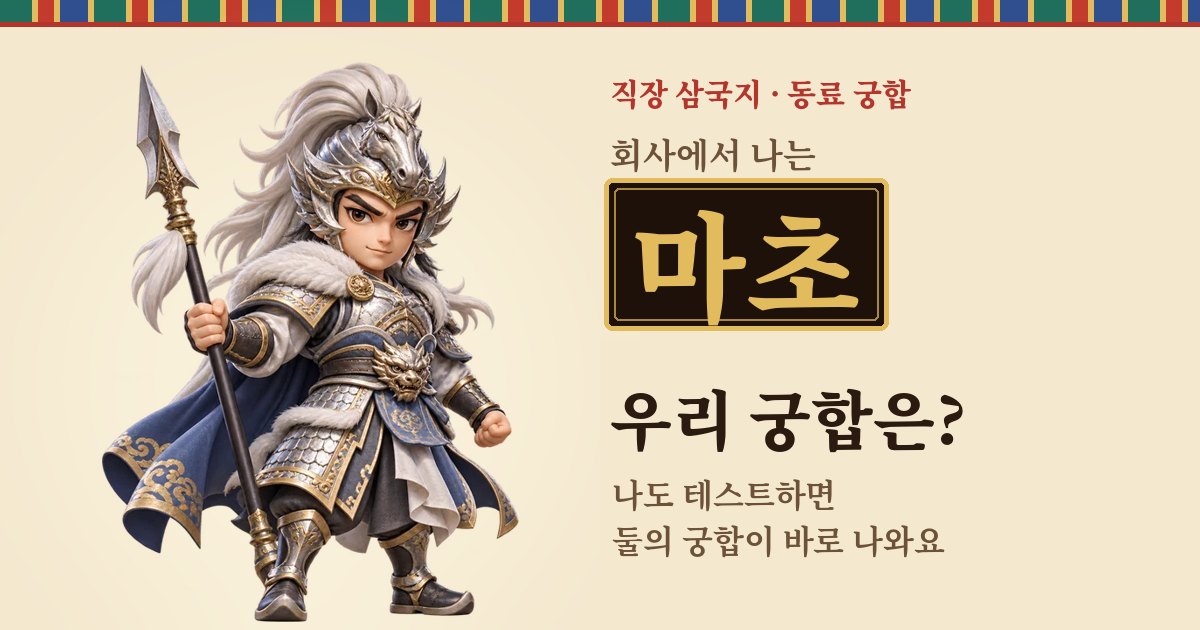 직장 삼국지 · 동료 궁합
회사에서 나는
마초
우리 궁합은?
나도 테스트하면
둘의 궁합이 바로 나와요